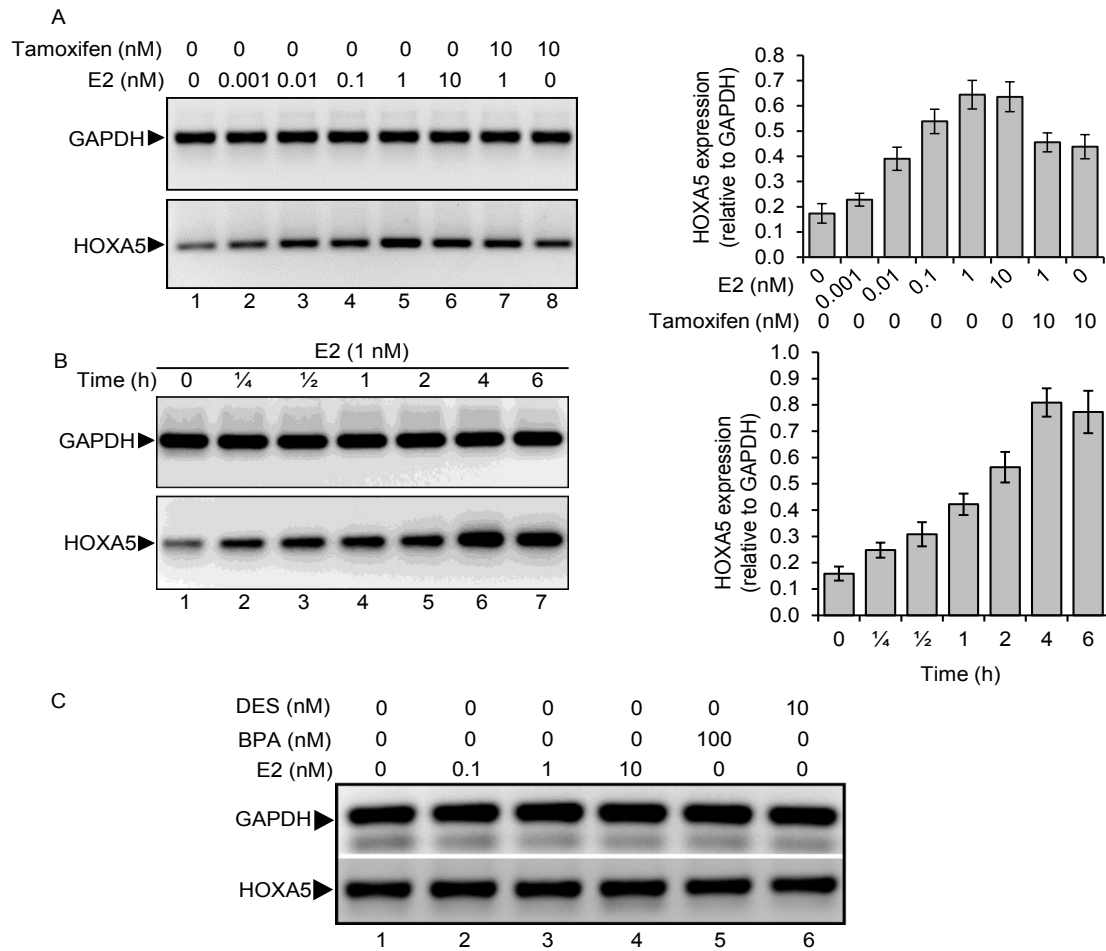 A
Tamoxifen (nM) 0 0 0 0 0 0 10 10
E2 (nM) 0 0.001 0.01 0.1 1 10 1 0
GAPDH
HOXA5
1 2 3 4 5 6 7 8
HOXA5 expression
(relative to GAPDH)
0.8
0.7
0.6
0.5
0.4
0.3
0.2
0.1
0.0
E2 (nM) 0 0.001 0.01 0.1 1 10 1 0
Tamoxifen (nM) 0 0 0 0 0 0 10 10
B
E2 (1 nM)
Time (h) 0 ¼ ½ 1 2 4 6
GAPDH
HOXA5
1 2 3 4 5 6 7
HOXA5 expression
(relative to GAPDH)
1.0
0.9
0.8
0.7
0.6
0.5
0.4
0.3
0.2
0.1
0.0
0 ¼ ½ 1 2 4 6
Time (h)
C
DES (nM) 0 0 0 0 0 10
BPA (nM) 0 0 0 0 100 0
E2 (nM) 0 0.1 1 10 0 0
GAPDH
HOXA5
1 2 3 4 5 6